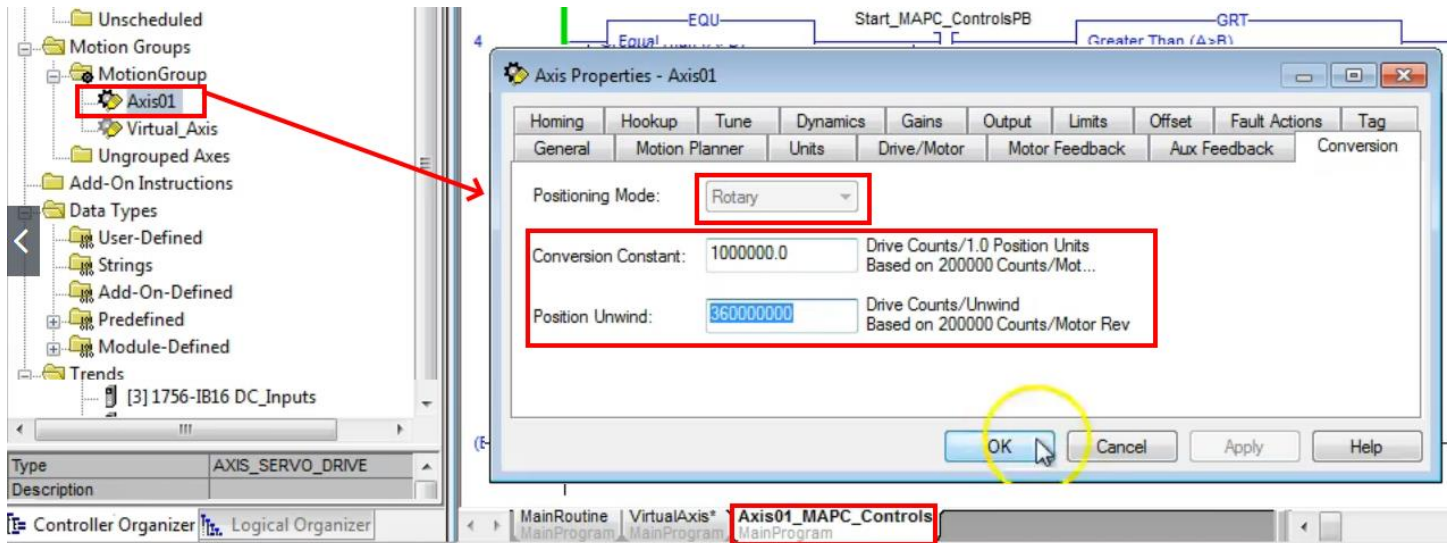 Unscheduled
Motion Groups
MotionGroup
Axis01
Virtual_Axis
Ungrouped Axes
Add-On Instructions
Data Types
User-Defined
Strings
Add-On-Defined
Predefined
Module-Defined
Trends
[3] 1756-IB16 DC_Inputs
Type AXIS_SERVO_DRIVE
Description
Controller Organizer Logical Organizer
EQU Start_MAPC_ControlsPB GRT
4
Greater Than (A>B)
Axis Properties - Axis01
Homing Hookup Tune Dynamics Gains Output Limits Offset Fault Actions Tag
General Motion Planner Units Drive/Motor Motor Feedback Aux Feedback Conversion
Positioning Mode: Rotary
Conversion Constant: 1000000.0 Drive Counts/1.0 Position Units
Based on 200000 Counts/Mot...
Position Unwind: 360000000 Drive Counts/Unwind
Based on 200000 Counts/Motor Rev
OK Cancel Apply Help
MainRoutine VirtualAxis* Axis01_MAPC_Controls
MainProgram MainProgram MainProgram